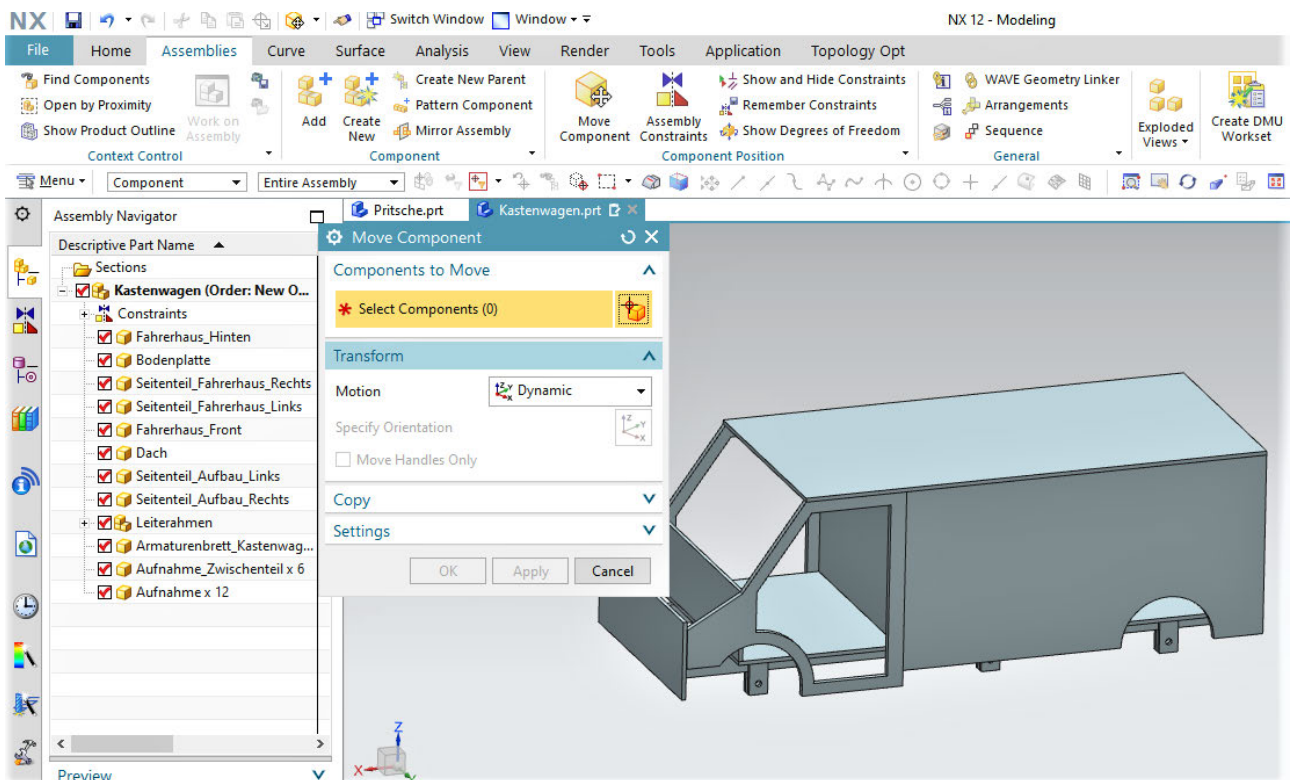 NX Switch Window Window NX 12 - Modeling
File Home Assemblies Curve Surface Analysis View Render Tools Application Topology Opt
Find Components
Open by Proximity
Show Product Outline
Work on
Assembly
Context Control
Add
Create
New
Create New Parent
Pattern Component
Mirror Assembly
Component
Move
Component
Assembly
Constraints
Show and Hide Constraints
Remember Constraints
Show Degrees of Freedom
Component Position
WAVE Geometry Linker
Arrangements
Sequence
General
Exploded
Views
Create DMU
Workset
Menu Component Entire Assembly
Assembly Navigator
Descriptive Part Name
Sections
Kastenwagen (Order: New O...
Constraints
Fahrerhaus_Hinten
Bodenplatte
Seitenteil_Fahrerhaus_Rechts
Seitenteil_Fahrerhaus_Links
Fahrerhaus_Front
Dach
Seitenteil_Aufbau_Links
Seitenteil_Aufbau_Rechts
Leiterahmen
Armaturenbrett_Kastenwag...
Aufnahme_Zwischenteil x 6
Aufnahme x 12
Preview
Pritsche.prt Kastenwagen.prt
Move Component
Components to Move
* Select Components (0)
Transform
Motion Dynamic
Specify Orientation
Move Handles Only
Copy
Settings
OK Apply Cancel
Z
X